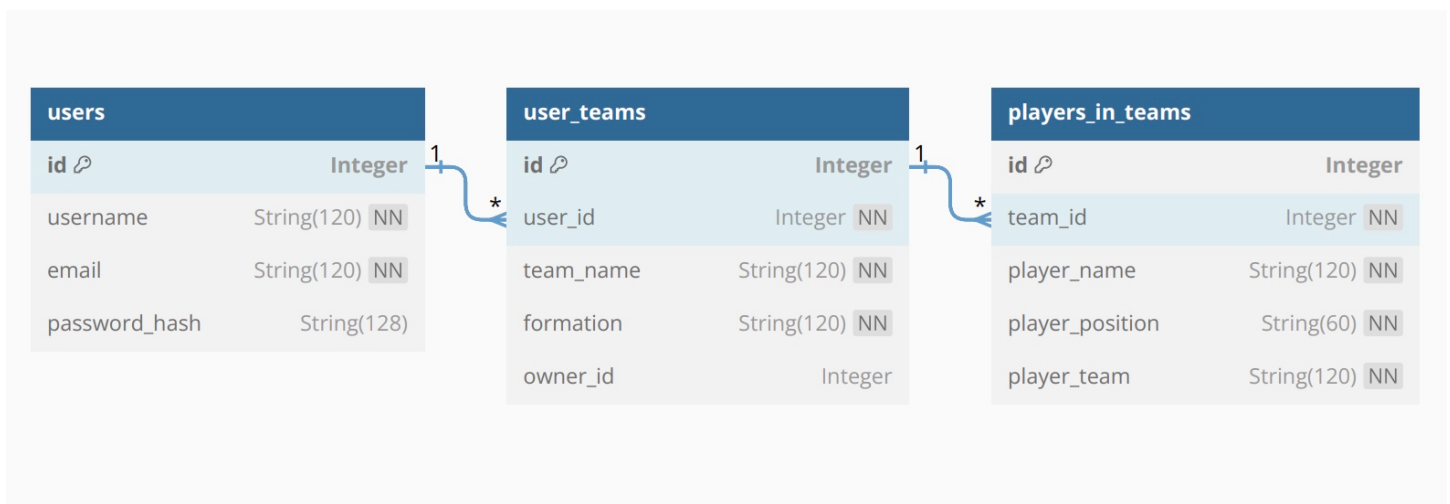 users
id Integer
username String(120) NN
email String(120) NN
password_hash String(128)
1
*
user_teams
id Integer
user_id Integer NN
team_name String(120) NN
formation String(120) NN
owner_id Integer
1
*
players_in_teams
id Integer
team_id Integer NN
player_name String(120) NN
player_position String(60) NN
player_team String(120) NN